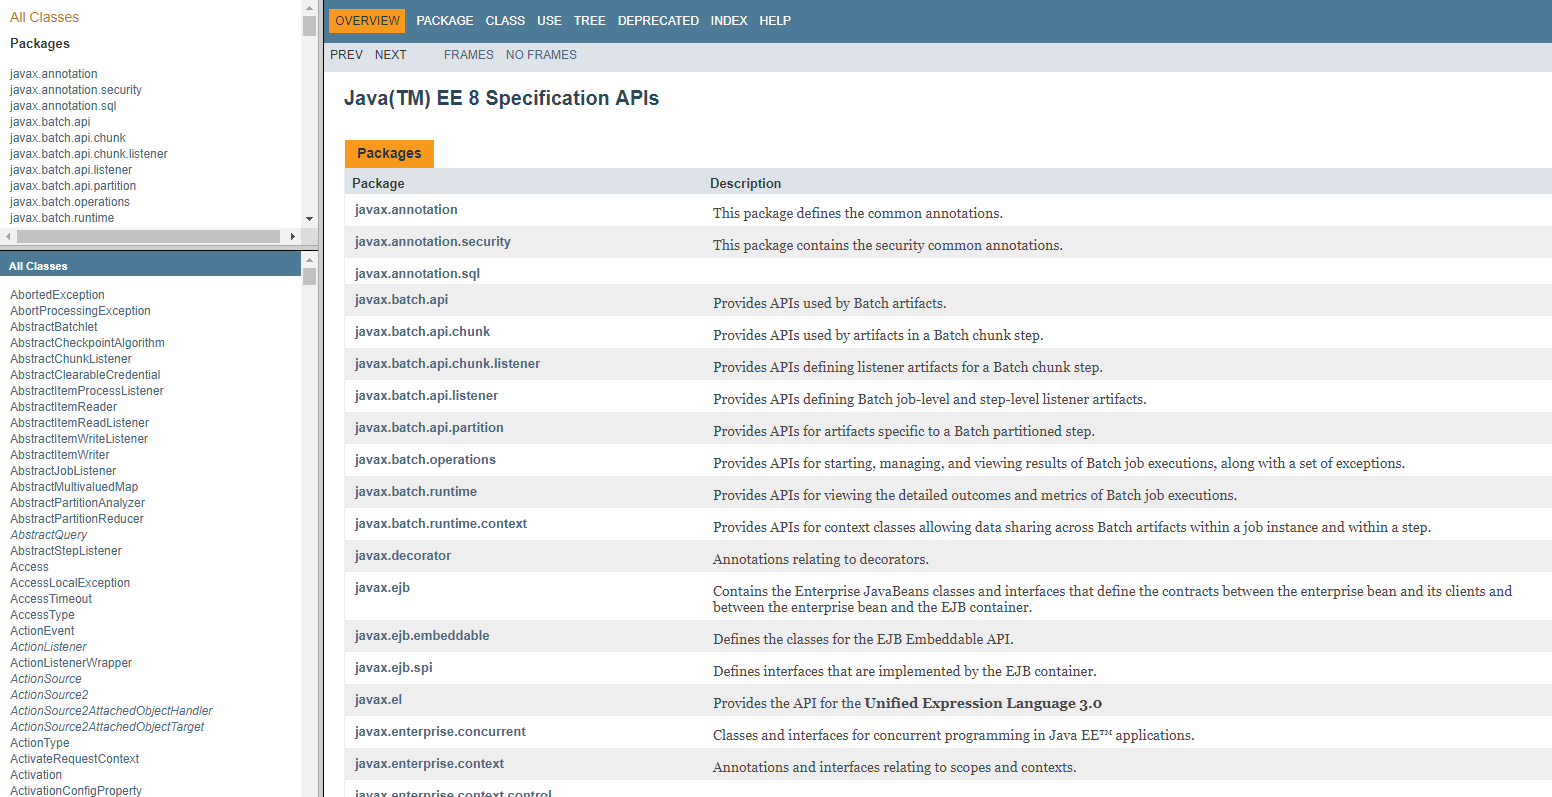 All Classes
Packages
javax.annotation
javax.annotation.security
javax.annotation.sql
javax.batch.api
javax.batch.api.chunk
javax.batch.api.chunk.listener
javax.batch.api.listener
javax.batch.api.partition
javax.batch.operations
javax.batch.runtime
All Classes
AbortedException
AbortProcessingException
AbstractBatchlet
AbstractCheckpointAlgorithm
AbstractChunkListener
AbstractClearableCredential
AbstractItemProcessListener
AbstractItemReader
AbstractItemReadListener
AbstractItemWriteListener
AbstractItemWriter
AbstractJobListener
AbstractMultivaluedMap
AbstractPartitionAnalyzer
AbstractPartitionReducer
AbstractQuery
AbstractStepListener
Access
AccessLocalException
AccessTimeout
AccessType
ActionEvent
ActionListener
ActionListenerWrapper
ActionSource
ActionSource2
ActionSource2AttachedObjectHandler
ActionSource2AttachedObjectTarget
ActionType
ActivateRequestContext
Activation
ActivationConfigProperty
OVERVIEW PACKAGE CLASS USE TREE DEPRECATED INDEX HELP
PREV NEXT FRAMES NO FRAMES
Java(TM) EE 8 Specification APIs
Packages
Package Description
javax.annotation This package defines the common annotations.
javax.annotation.security This package contains the security common annotations.
javax.annotation.sql
javax.batch.api Provides APIs used by Batch artifacts.
javax.batch.api.chunk Provides APIs used by artifacts in a Batch chunk step.
javax.batch.api.chunk.listener Provides APIs defining listener artifacts for a Batch chunk step.
javax.batch.api.listener Provides APIs defining Batch job-level and step-level listener artifacts.
javax.batch.api.partition Provides APIs for artifacts specific to a Batch partitioned step.
javax.batch.operations Provides APIs for starting, managing, and viewing results of Batch job executions, along with a set of exceptions.
javax.batch.runtime Provides APIs for viewing the detailed outcomes and metrics of Batch job executions.
javax.batch.runtime.context Provides APIs for context classes allowing data sharing across Batch artifacts within a job instance and within a step.
javax.decorator Annotations relating to decorators.
javax.ejb Contains the Enterprise JavaBeans classes and interfaces that define the contracts between the enterprise bean and its clients and
between the enterprise bean and the EJB container.
javax.ejb.embeddable Defines the classes for the EJB Embeddable API.
javax.ejb.spi Defines interfaces that are implemented by the EJB container.
javax.el Provides the API for the Unified Expression Language 3.0
javax.enterprise.concurrent Classes and interfaces for concurrent programming in Java EE™ applications.
javax.enterprise.context Annotations and interfaces relating to scopes and contexts.
javax.enterprise.context.control